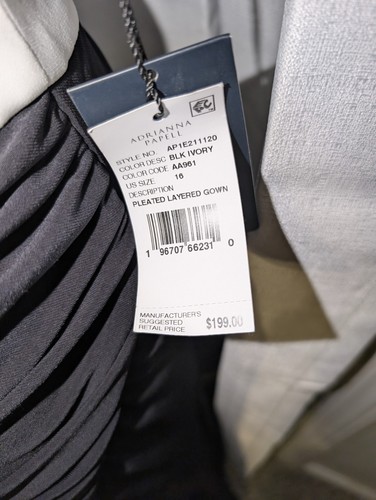 ADRIANNA
PAPELL
STYLE NO. AP1E211120
COLOR DESC BLK IVORY
COLOR CODE AA961
US SIZE 16
DESCRIPTION
PLEATED LAYERED GOWN
1 96707 66231 0
MANUFACTURER'S
SUGGESTED
RETAIL PRICE $199.00